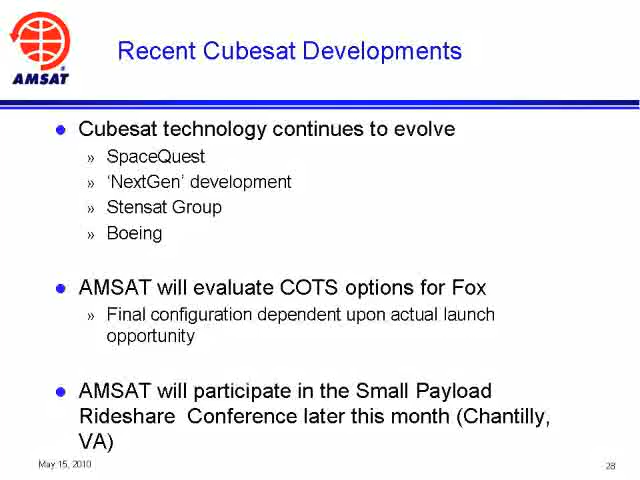 AMSAT
Recent Cubesat Developments
Cubesat technology continues to evolve
» SpaceQuest
» ‘NextGen’ development
» Stensat Group
» Boeing
AMSAT will evaluate COTS options for Fox
» Final configuration dependent upon actual launch
opportunity
AMSAT will participate in the Small Payload
Rideshare Conference later this month (Chantilly,
VA)
May 15, 2010
28